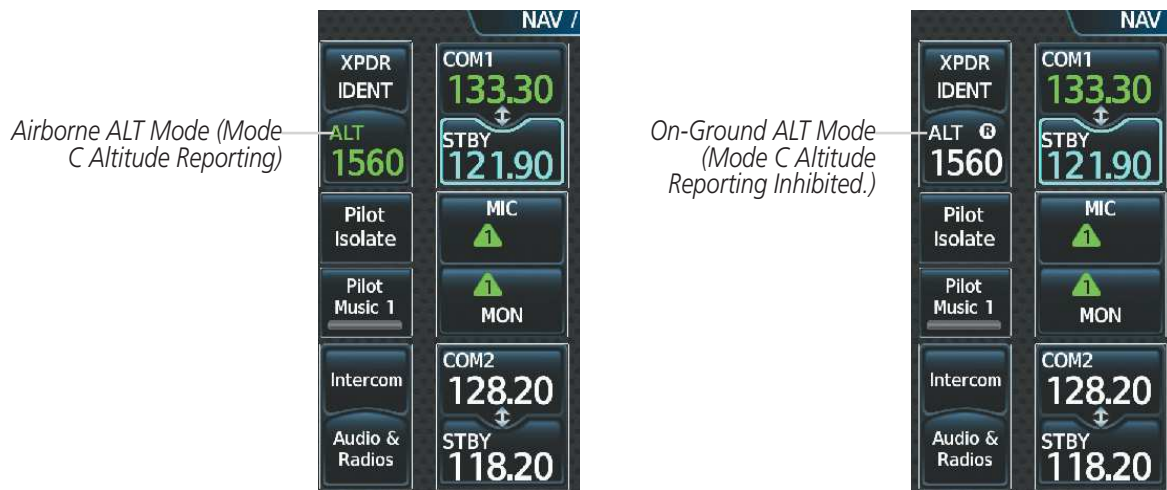 Airborne ALT Mode (Mode
C Altitude Reporting)
NAV /
XPDR
IDENT
ALT
1560
Pilot
Isolate
Pilot
Music 1
Intercom
Audio &
Radios
COM1
133.30
STBY
121.90
MIC
1
1
MON
COM2
128.20
STBY
118.20
On-Ground ALT Mode
(Mode C Altitude
Reporting Inhibited.)
NAV
XPDR
IDENT
ALT R
1560
Pilot
Isolate
Pilot
Music 1
Intercom
Audio &
Radios
COM1
133.30
STBY
121.90
MIC
1
1
MON
COM2
128.20
STBY
118.20